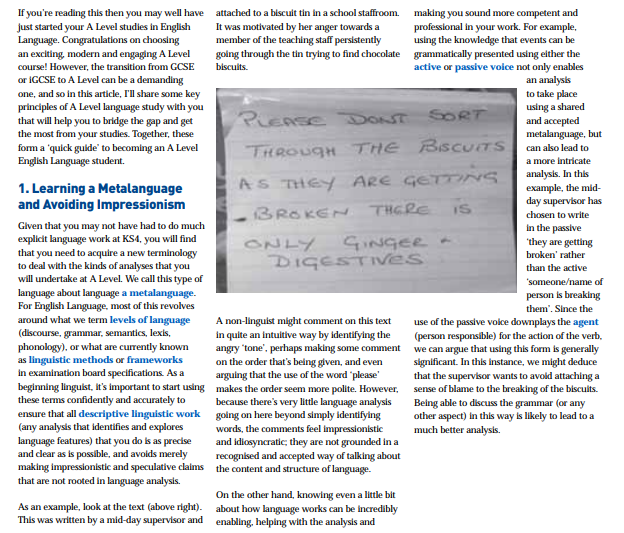 If you're reading this then you may well have
just started your A Level studies in English
Language. Congratulations on choosing
an exciting, modern and engaging A Level
course! However, the transition from GCSE
or iGCSE to A Level can be a demanding
one, and so in this article, I'll share some key
principles of A Level language study with you
that will help you to bridge the gap and get
the most from your studies. Together, these
form a 'quick guide' to becoming an A Level
English Language student.
1. Learning a Metalanguage
and Avoiding Impressionism
Given that you may not have had to do much
explicit language work at KS4, you will find
that you need to acquire a new terminology
to deal with the kinds of analyses that you
will undertake at A Level. We call this type of
language about language a metalanguage.
For English Language, most of this revolves
around what we term levels of language
(discourse, grammar, semantics, lexis,
phonology), or what are currently known
as linguistic methods or frameworks
in examination board specifications. As a
beginning linguist, it's important to start using
these terms confidently and accurately to
ensure that all descriptive linguistic work
(any analysis that identifies and explores
language features) that you do is as precise
and clear as is possible, and avoids merely
making impressionistic and speculative claims
that are not rooted in language analysis.
As an example, look at the text (above right).
This was written by a mid-day supervisor and
attached to a biscuit tin in a school staffroom.
It was motivated by her anger towards a
member of the teaching staff persistently
going through the tin trying to find chocolate
biscuits.
PLEASE DONT SORT
THROUGH THE BISCUITS
AS THEY ARE GETTING
- BROKEN THERE IS
ONLY GINGER +
DIGESTIVES
A non-linguist might comment on this text
in quite an intuitive way by identifying the
angry 'tone', perhaps making some comment
on the order that's being given, and even
arguing that the use of the word 'please'
makes the order seem more polite. However,
because there's very little language analysis
going on here beyond simply identifying
words, the comments feel impressionistic
and idiosyncratic; they are not grounded in a
recognised and accepted way of talking about
the content and structure of language.
On the other hand, knowing even a little bit
about how language works can be incredibly
enabling, helping with the analysis and
making you sound more competent and
professional in your work. For example,
using the knowledge that events can be
grammatically presented using either the
active or passive voice not only enables
an analysis
to take place
using a shared
and accepted
metalanguage, but
can also lead to
a more intricate
analysis. In this
example, the mid-
day supervisor has
chosen to write
in the passive
'they are getting
broken' rather
than the active
'someone/name of
person is breaking
them'. Since the
use of the passive voice downplays the agent
(person responsible) for the action of the verb,
we can argue that using this form is generally
significant. In this instance, we might deduce
that the supervisor wants to avoid attaching a
sense of blame to the breaking of the biscuits.
Being able to discuss the grammar (or any
other aspect) in this way is likely to lead to a
much better analysis.